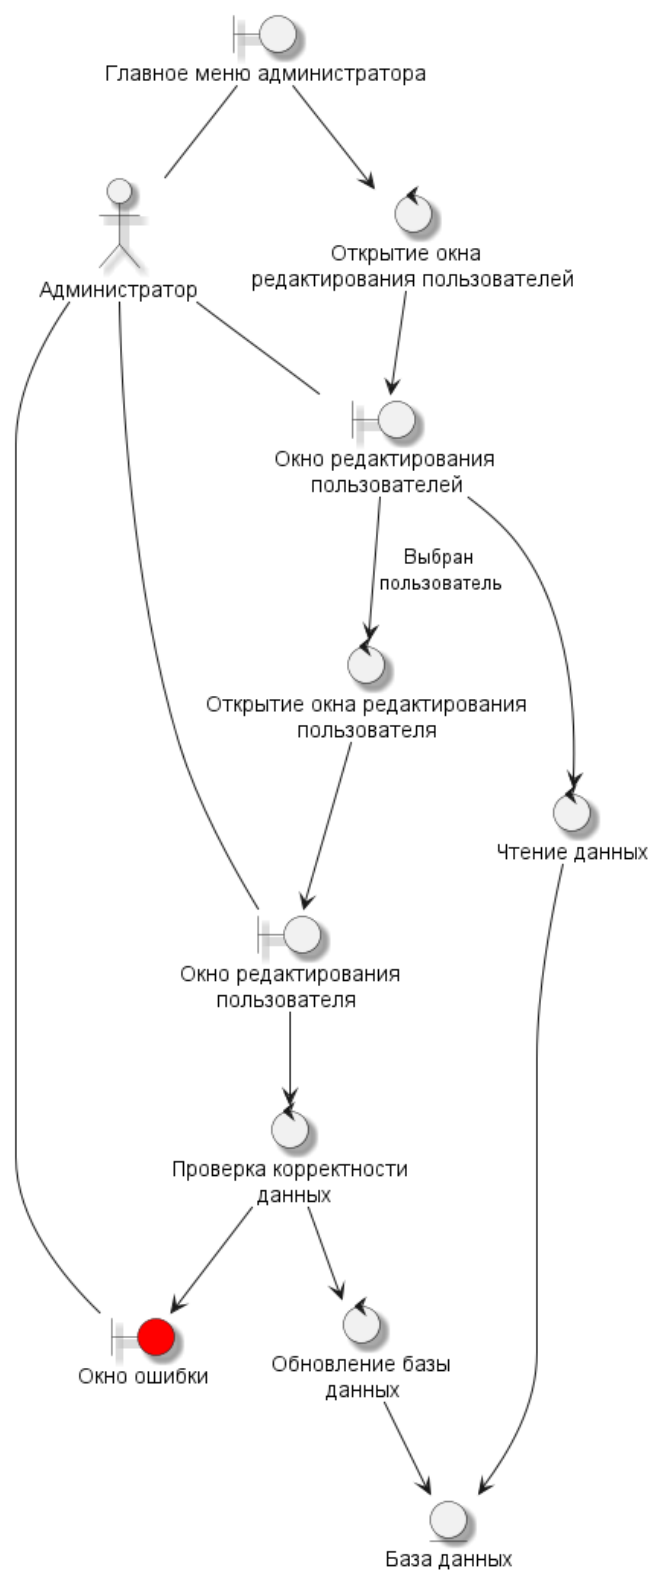 Главное меню администратора
Открытие окна
редактирования пользователей
Администратор
Окно редактирования
пользователей
Выбран
пользователь
Открытие окна редактирования
пользователя
Чтение данных
Окно редактирования
пользователя
Проверка корректности
данных
Окно ошибки
Обновление базы
данных
База данных